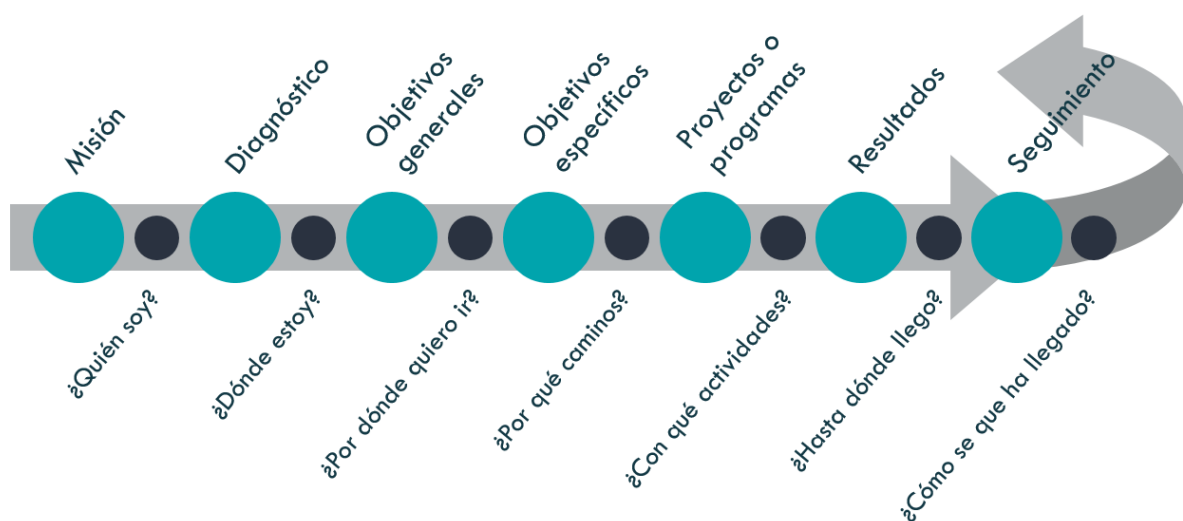 Misión
Diagnóstico
Objetivos
generales
Objetivos
específicos
Proyectos o
programas
Resultados
Seguimiento
¿Quién soy?
¿Dónde estoy?
¿Por dónde quiero ir?
¿Por qué caminos?
¿Con qué actividades?
¿Hasta dónde llego?
¿Cómo se que ha llegado?